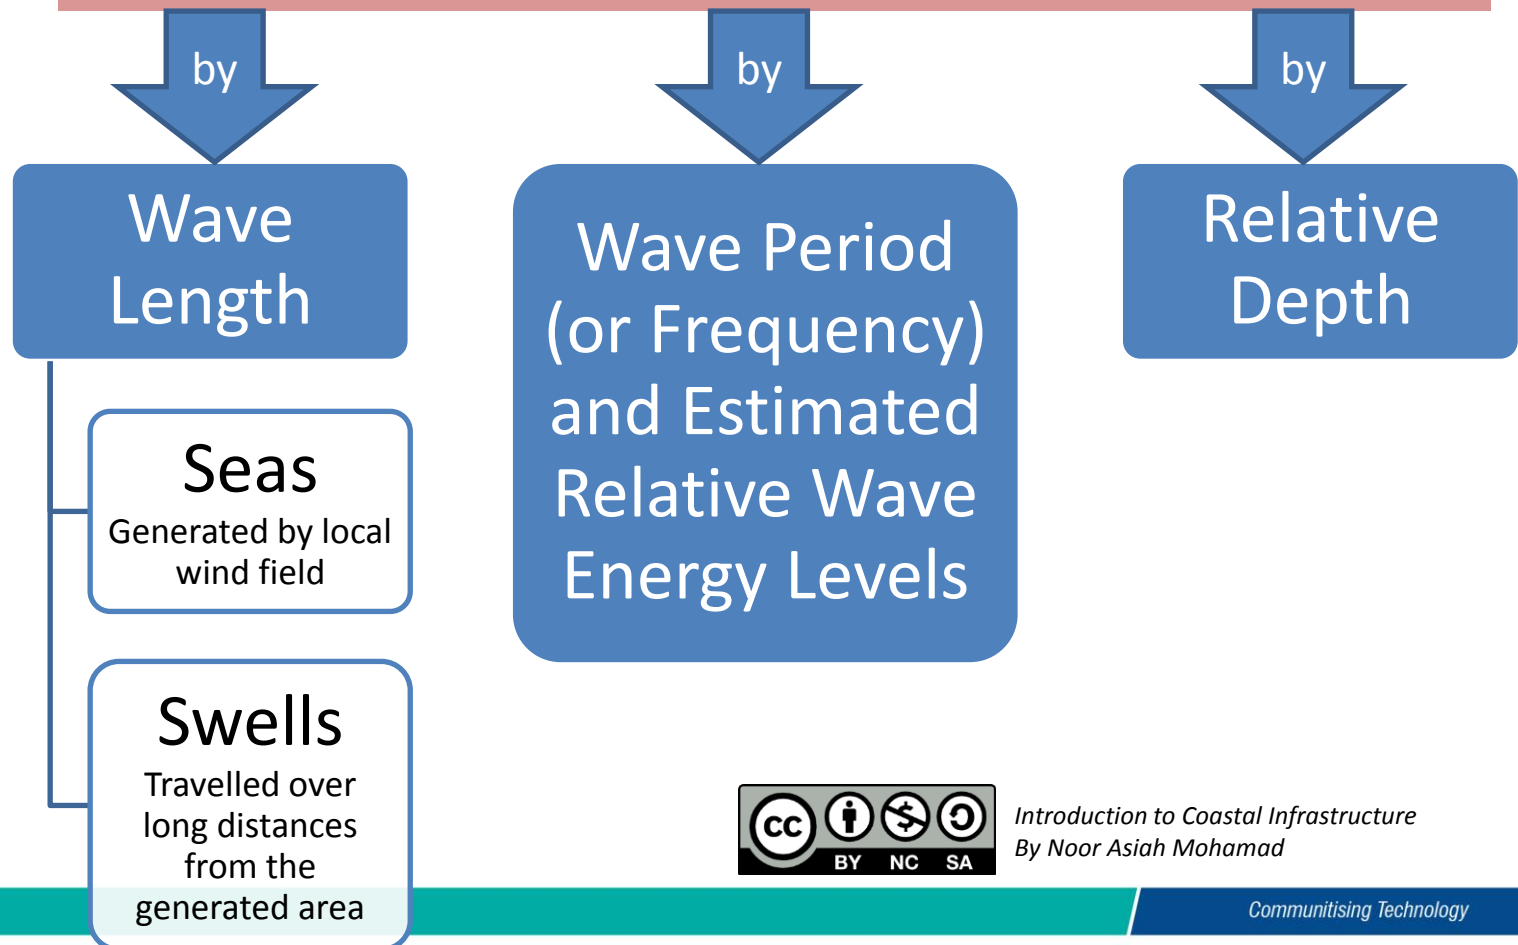 by
by
by
Wave
Length
Wave Period
(or Frequency)
and Estimated
Relative Wave
Energy Levels
Relative
Depth
Seas
Generated by local
wind field
Swells
Travelled over
long distances
from the
generated area
cc
BY NC SA
Introduction to Coastal Infrastructure
By Noor Asiah Mohamad
Communitising Technology